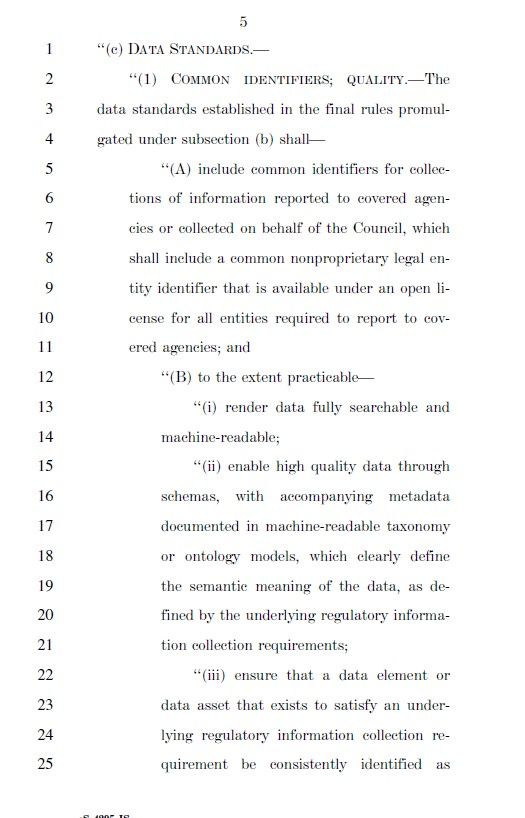 5
1 ‘‘(c) DATA STANDARDS.—
2 ‘‘(1) COMMON IDENTIFIERS; QUALITY.—The
3 data standards established in the final rules promul-
4 gated under subsection (b) shall—
5 ‘‘(A) include common identifiers for collec-
6 tions of information reported to covered agen-
7 cies or collected on behalf of the Council, which
8 shall include a common nonproprietary legal en-
9 tity identifier that is available under an open li-
10 cense for all entities required to report to cov-
11 ered agencies; and
12 ‘‘(B) to the extent practicable—
13 ‘‘(i) render data fully searchable and
14 machine-readable;
15 ‘‘(ii) enable high quality data through
16 schemas, with accompanying metadata
17 documented in machine-readable taxonomy
18 or ontology models, which clearly define
19 the semantic meaning of the data, as de-
20 fined by the underlying regulatory informa-
21 tion collection requirements;
22 ‘‘(iii) ensure that a data element or
23 data asset that exists to satisfy an under-
24 lying regulatory information collection re-
25 quirement be consistently identified as